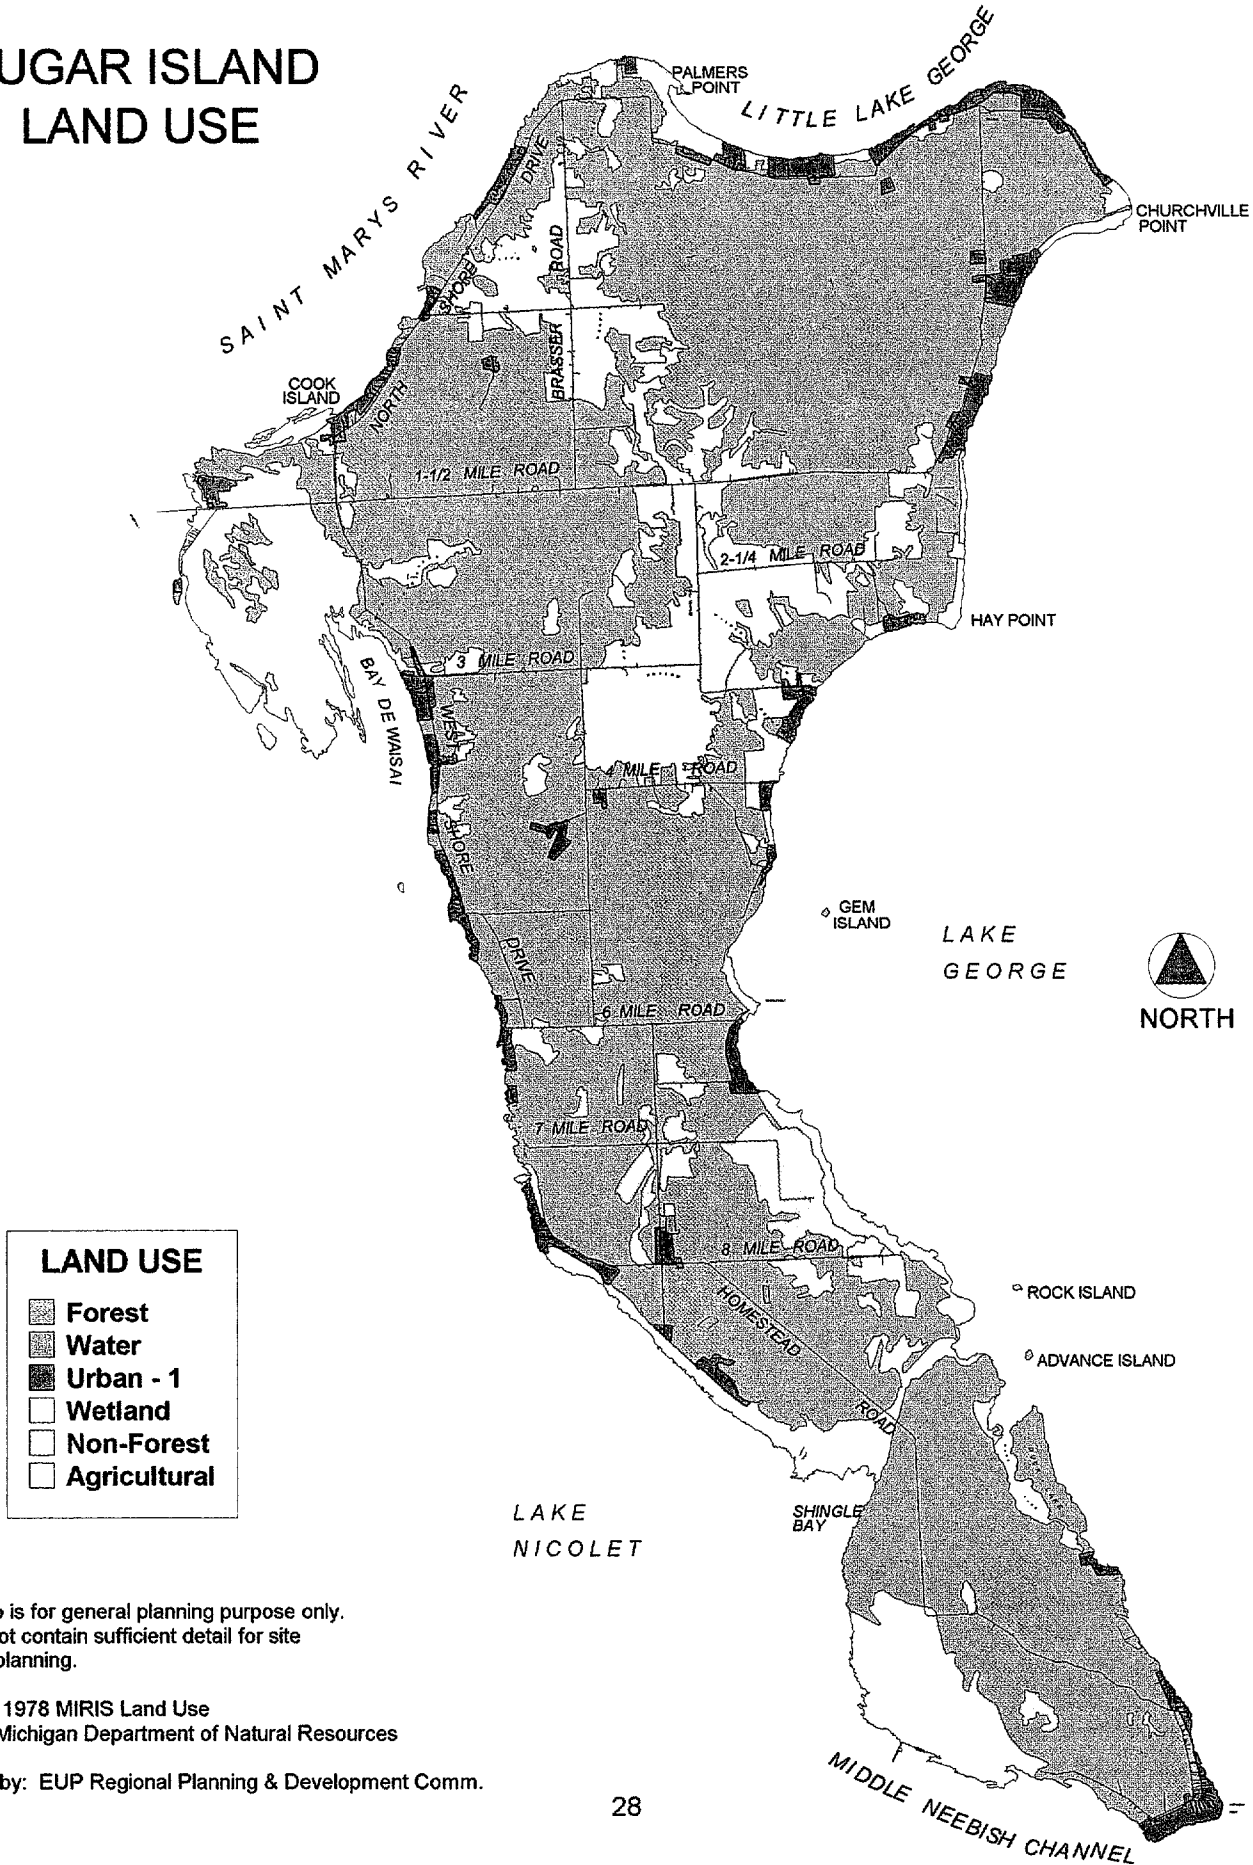 UGAR ISLAND
LAND USE
SAINT MARYS RIVER
PALMERS
POINT
LITTLE LAKE GEORGE
CHURCHVILLE
POINT
NORTH SHORE DRIVE
BRASSER ROAD
COOK
ISLAND
1-1/2 MILE ROAD
2-1/4 MILE ROAD
HAY POINT
3 MILE ROAD
BAY DE WAISAI
WEST SHORE DRIVE
4 MILE ROAD
GEM
ISLAND
LAKE
GEORGE
NORTH
6 MILE ROAD
7 MILE ROAD
8 MILE ROAD
HOMESTEAD ROAD
ROCK ISLAND
ADVANCE ISLAND
LAND USE
Forest
Water
Urban - 1
Wetland
Non-Forest
Agricultural
LAKE
NICOLET
SHINGLE
BAY
is for general planning purpose only.
ot contain sufficient detail for site
planning.
1978 MIRIS Land Use
Michigan Department of Natural Resources
by: EUP Regional Planning & Development Comm.
28
MIDDLE NEEBISH CHANNEL